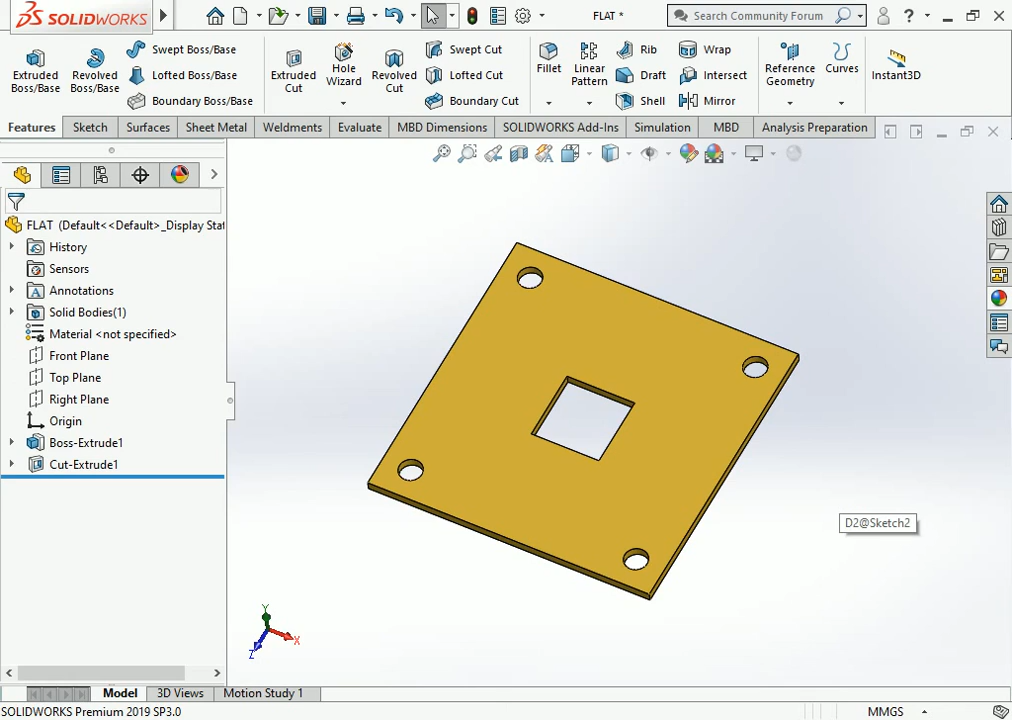 SOLIDWORKS
FLAT *
Search Community Forum
?
Extruded Boss/Base
Revolved Boss/Base
Swept Boss/Base
Lofted Boss/Base
Boundary Boss/Base
Extruded Cut
Hole Wizard
Revolved Cut
Swept Cut
Lofted Cut
Boundary Cut
Fillet
Linear Pattern
Rib
Draft
Shell
Wrap
Intersect
Mirror
Reference Geometry
Curves
Instant3D
Features
Sketch
Surfaces
Sheet Metal
Weldments
Evaluate
MBD Dimensions
SOLIDWORKS Add-Ins
Simulation
MBD
Analysis Preparation
FLAT (Default<<Default>_Display Stat
History
Sensors
Annotations
Solid Bodies(1)
Material <not specified>
Front Plane
Top Plane
Right Plane
Origin
Boss-Extrude1
Cut-Extrude1
D2@Sketch2
Y
X
Z
Model
3D Views
Motion Study 1
SOLIDWORKS Premium 2019 SP3.0
MMGS